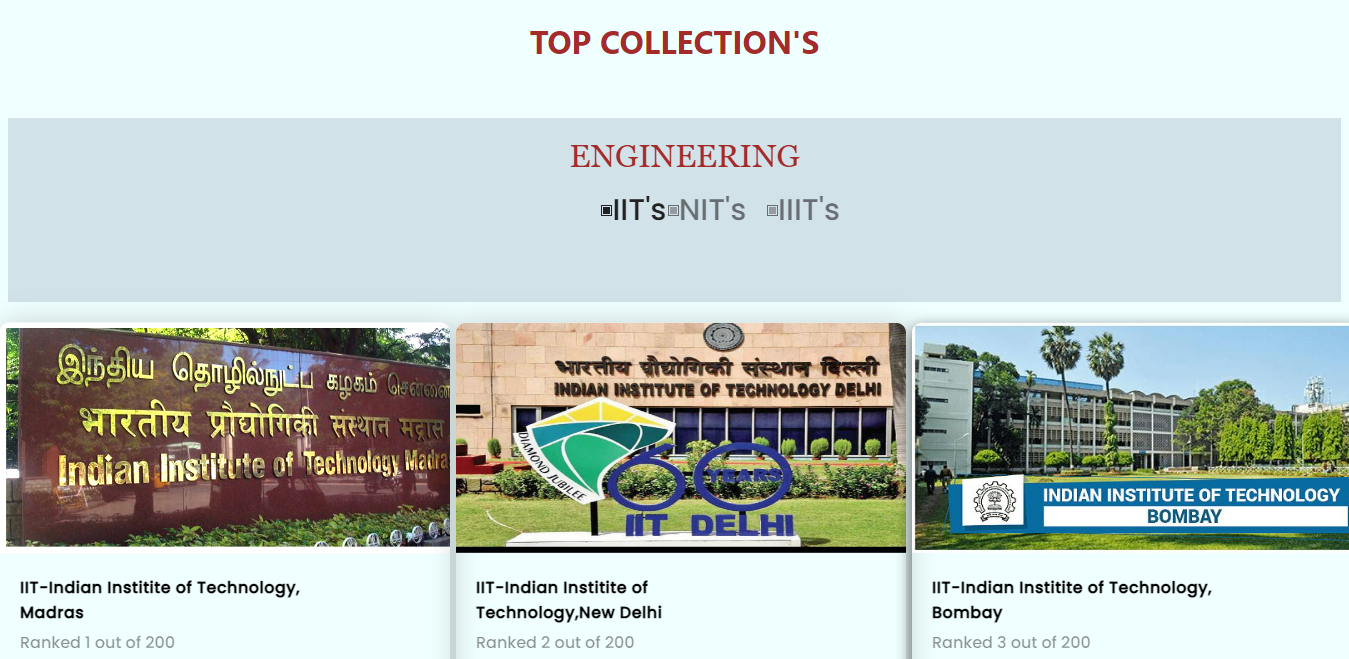 TOP COLLECTION'S
ENGINEERING
IIT's NIT's IIIT's
இந்திய தொழில்நுட்ப கழகம் சென்னை
भारतीय प्रौद्योगिकी संस्थान मद्रास
Indian Institute of Technology Madra
भारतीय प्रौद्योगिकी संस्थान दिल्ली
INDIAN INSTITUTE OF TECHNOLOGY DELHI
DIAMOND JUBILEE
60 YEARS
IIT DELHI
INDIAN INSTITUTE OF TECHNOLOGY
BOMBAY
IIT-Indian Institite of Technology,
Madras
Ranked 1 out of 200
IIT-Indian Institite of
Technology,New Delhi
Ranked 2 out of 200
IIT-Indian Institite of Technology,
Bombay
Ranked 3 out of 200